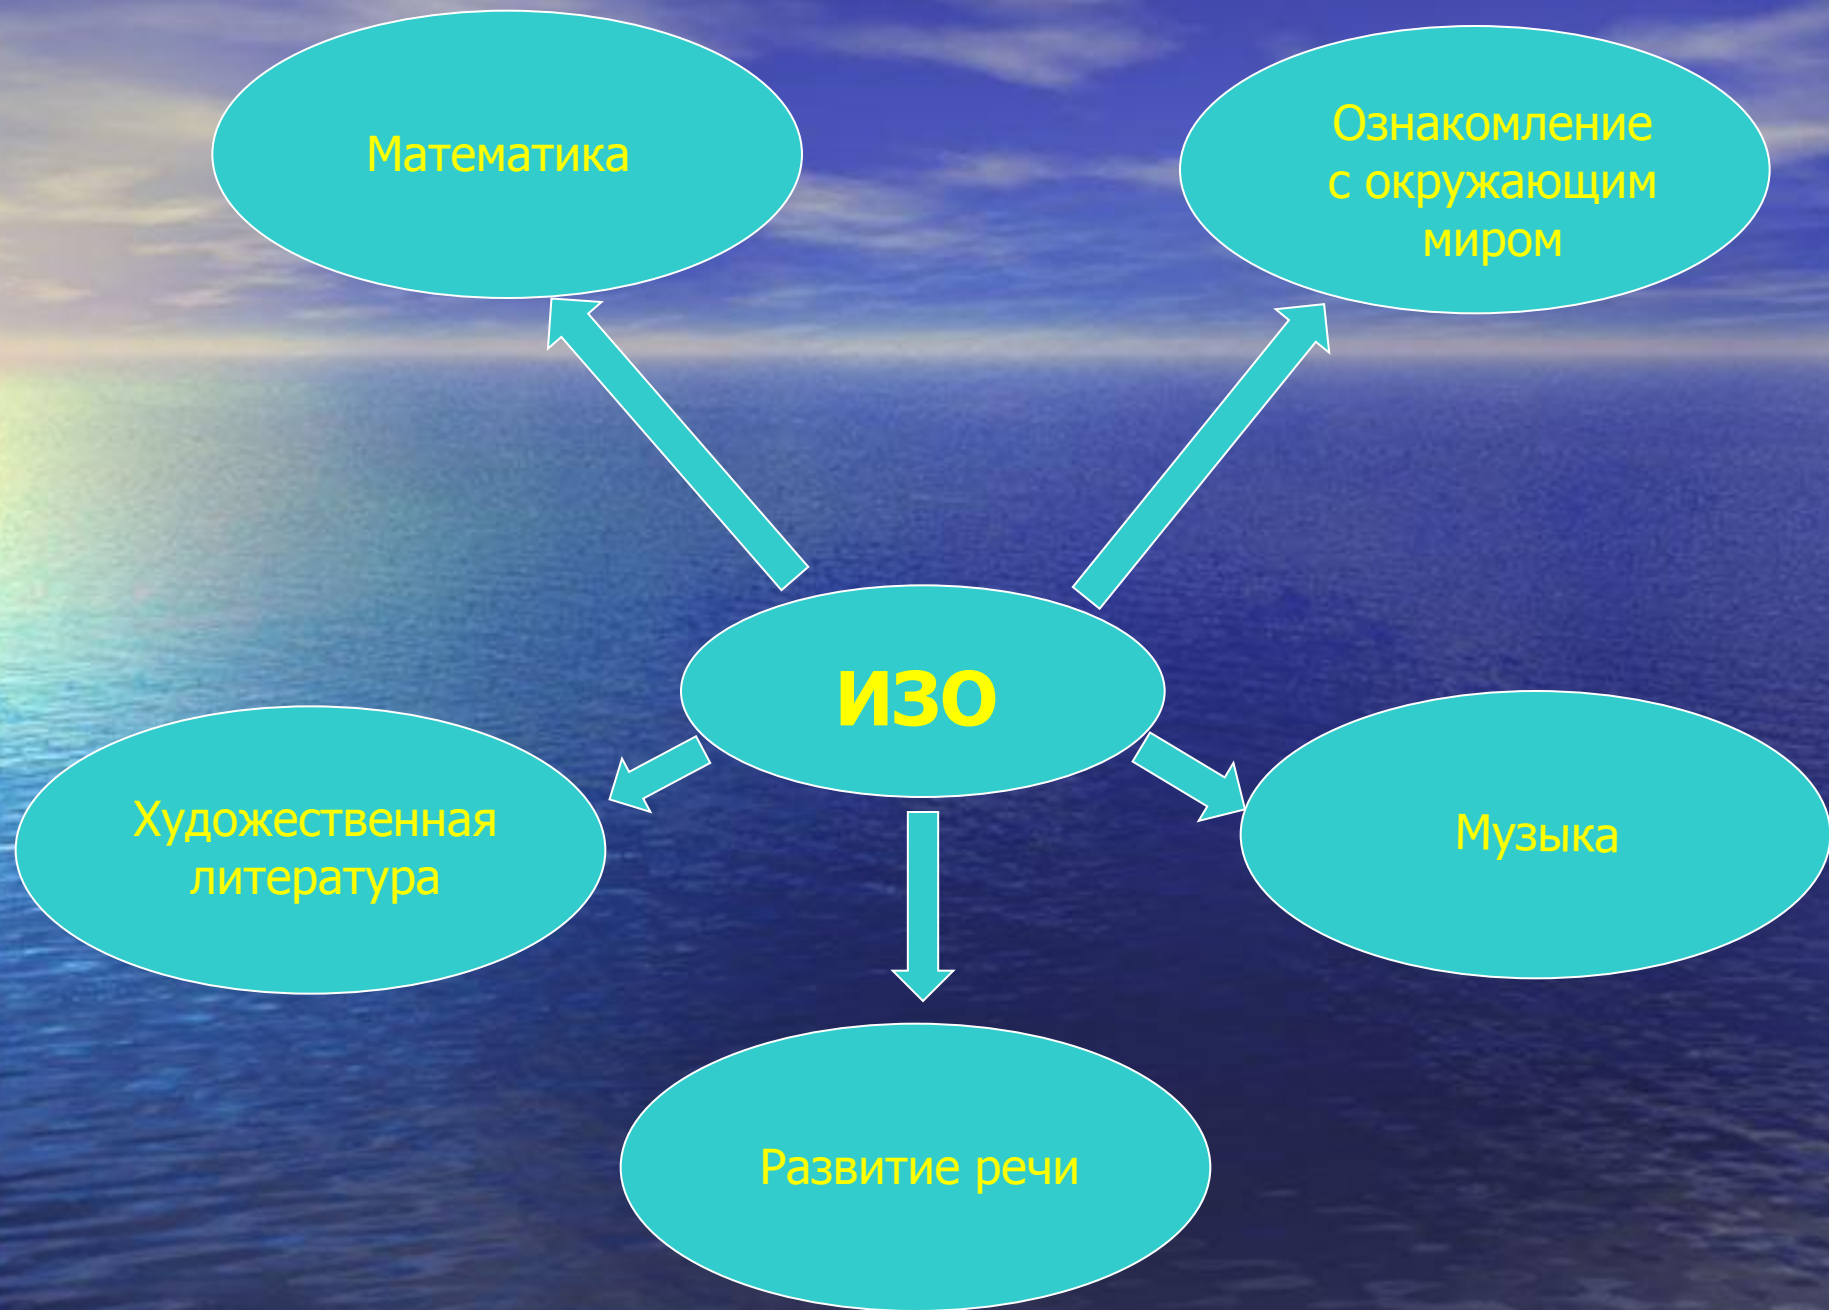 Математика
Ознакомление
с окружающим
миром
ИЗО
Художественная
литература
Музыка
Развитие речи